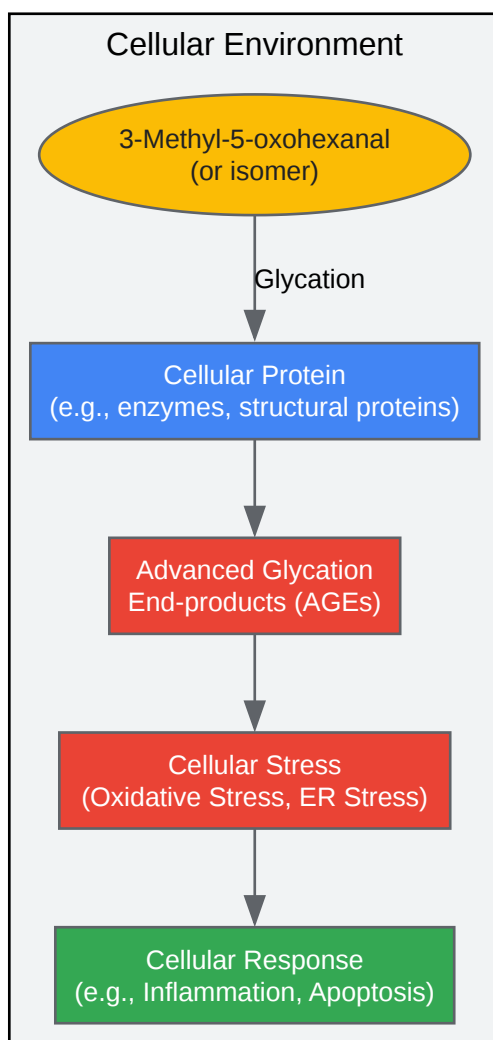 Cellular Environment
3-Methyl-5-oxohexanal
(or isomer)
Glycation
Cellular Protein
(e.g., enzymes, structural proteins)
Advanced Glycation
End-products (AGEs)
Cellular Stress
(Oxidative Stress, ER Stress)
Cellular Response
(e.g., Inflammation, Apoptosis)